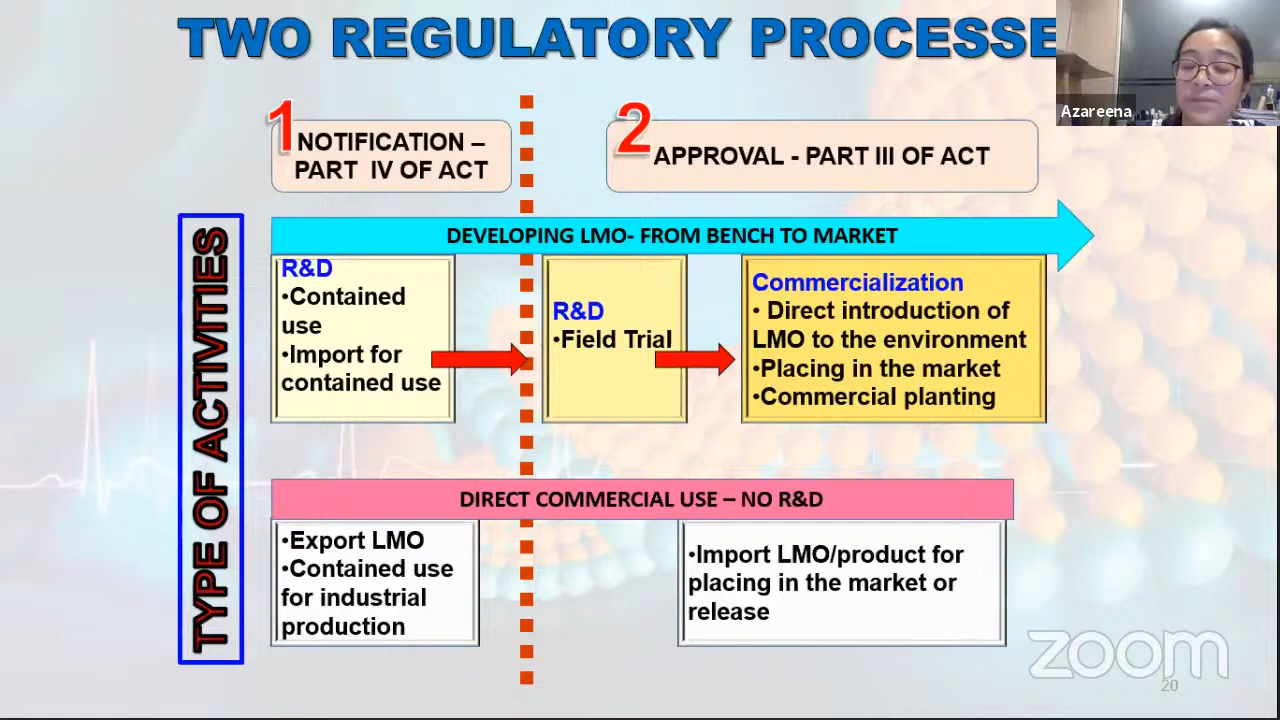 TWO REGULATORY PROCESSE
Azareena
1
NOTIFICATION –
PART IV OF ACT
2
APPROVAL - PART III OF ACT
TYPE OF ACTIVITIES
DEVELOPING LMO- FROM BENCH TO MARKET
R&D
•Contained
use
•Import for
contained use
R&D
•Field Trial
Commercialization
• Direct introduction of
LMO to the environment
•Placing in the market
•Commercial planting
DIRECT COMMERCIAL USE – NO R&D
•Export LMO
•Contained use
for industrial
production
•Import LMO/product for
placing in the market or
release
zoom
20